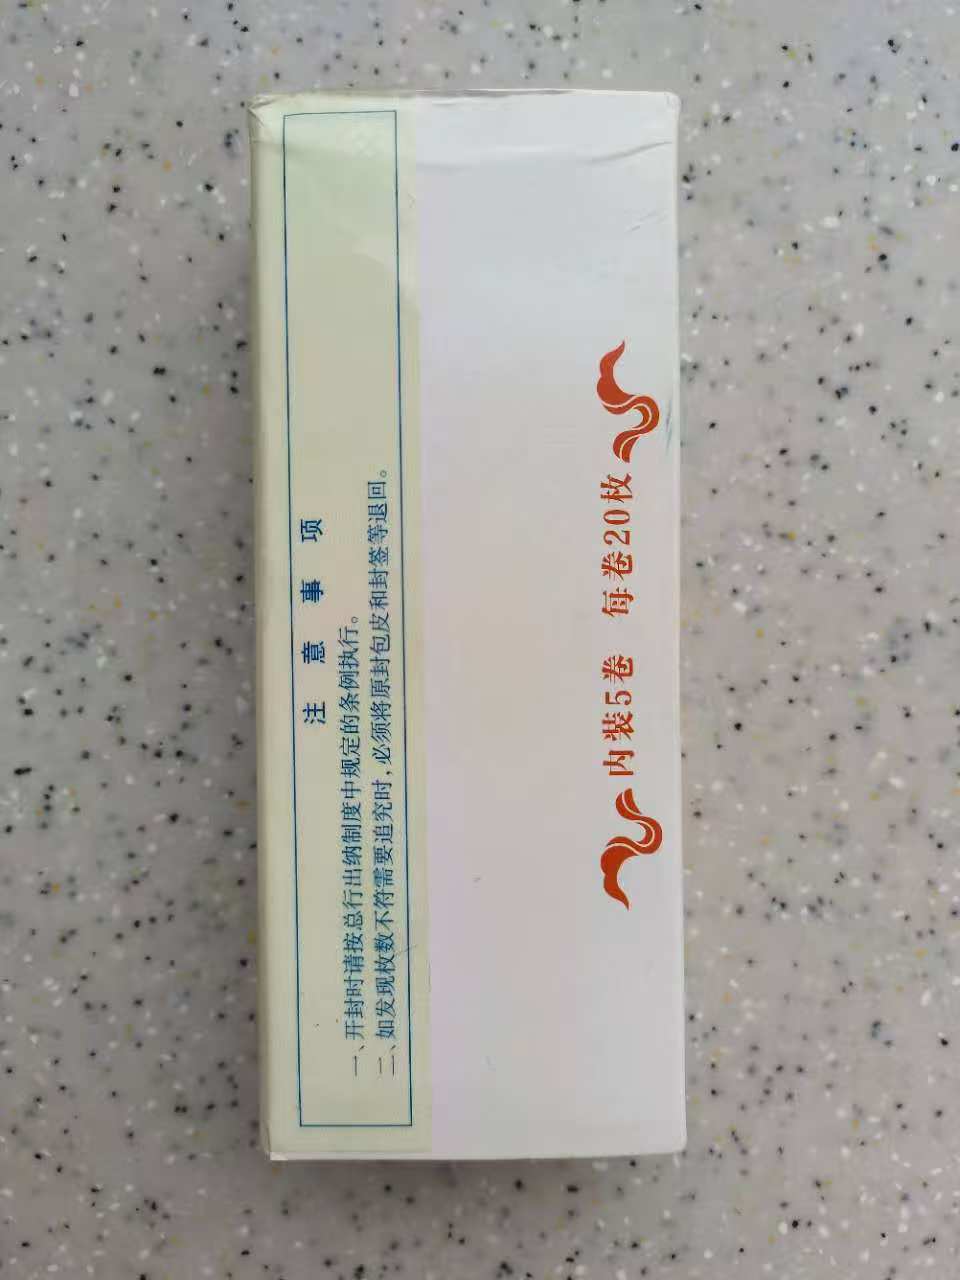 注意事项
一、开封时请按总行出纳制度中规定的条例执行。
二、如发现枚数不符需要追究时，必须将原封包皮和封签等退回。
内装5卷 每卷20枚